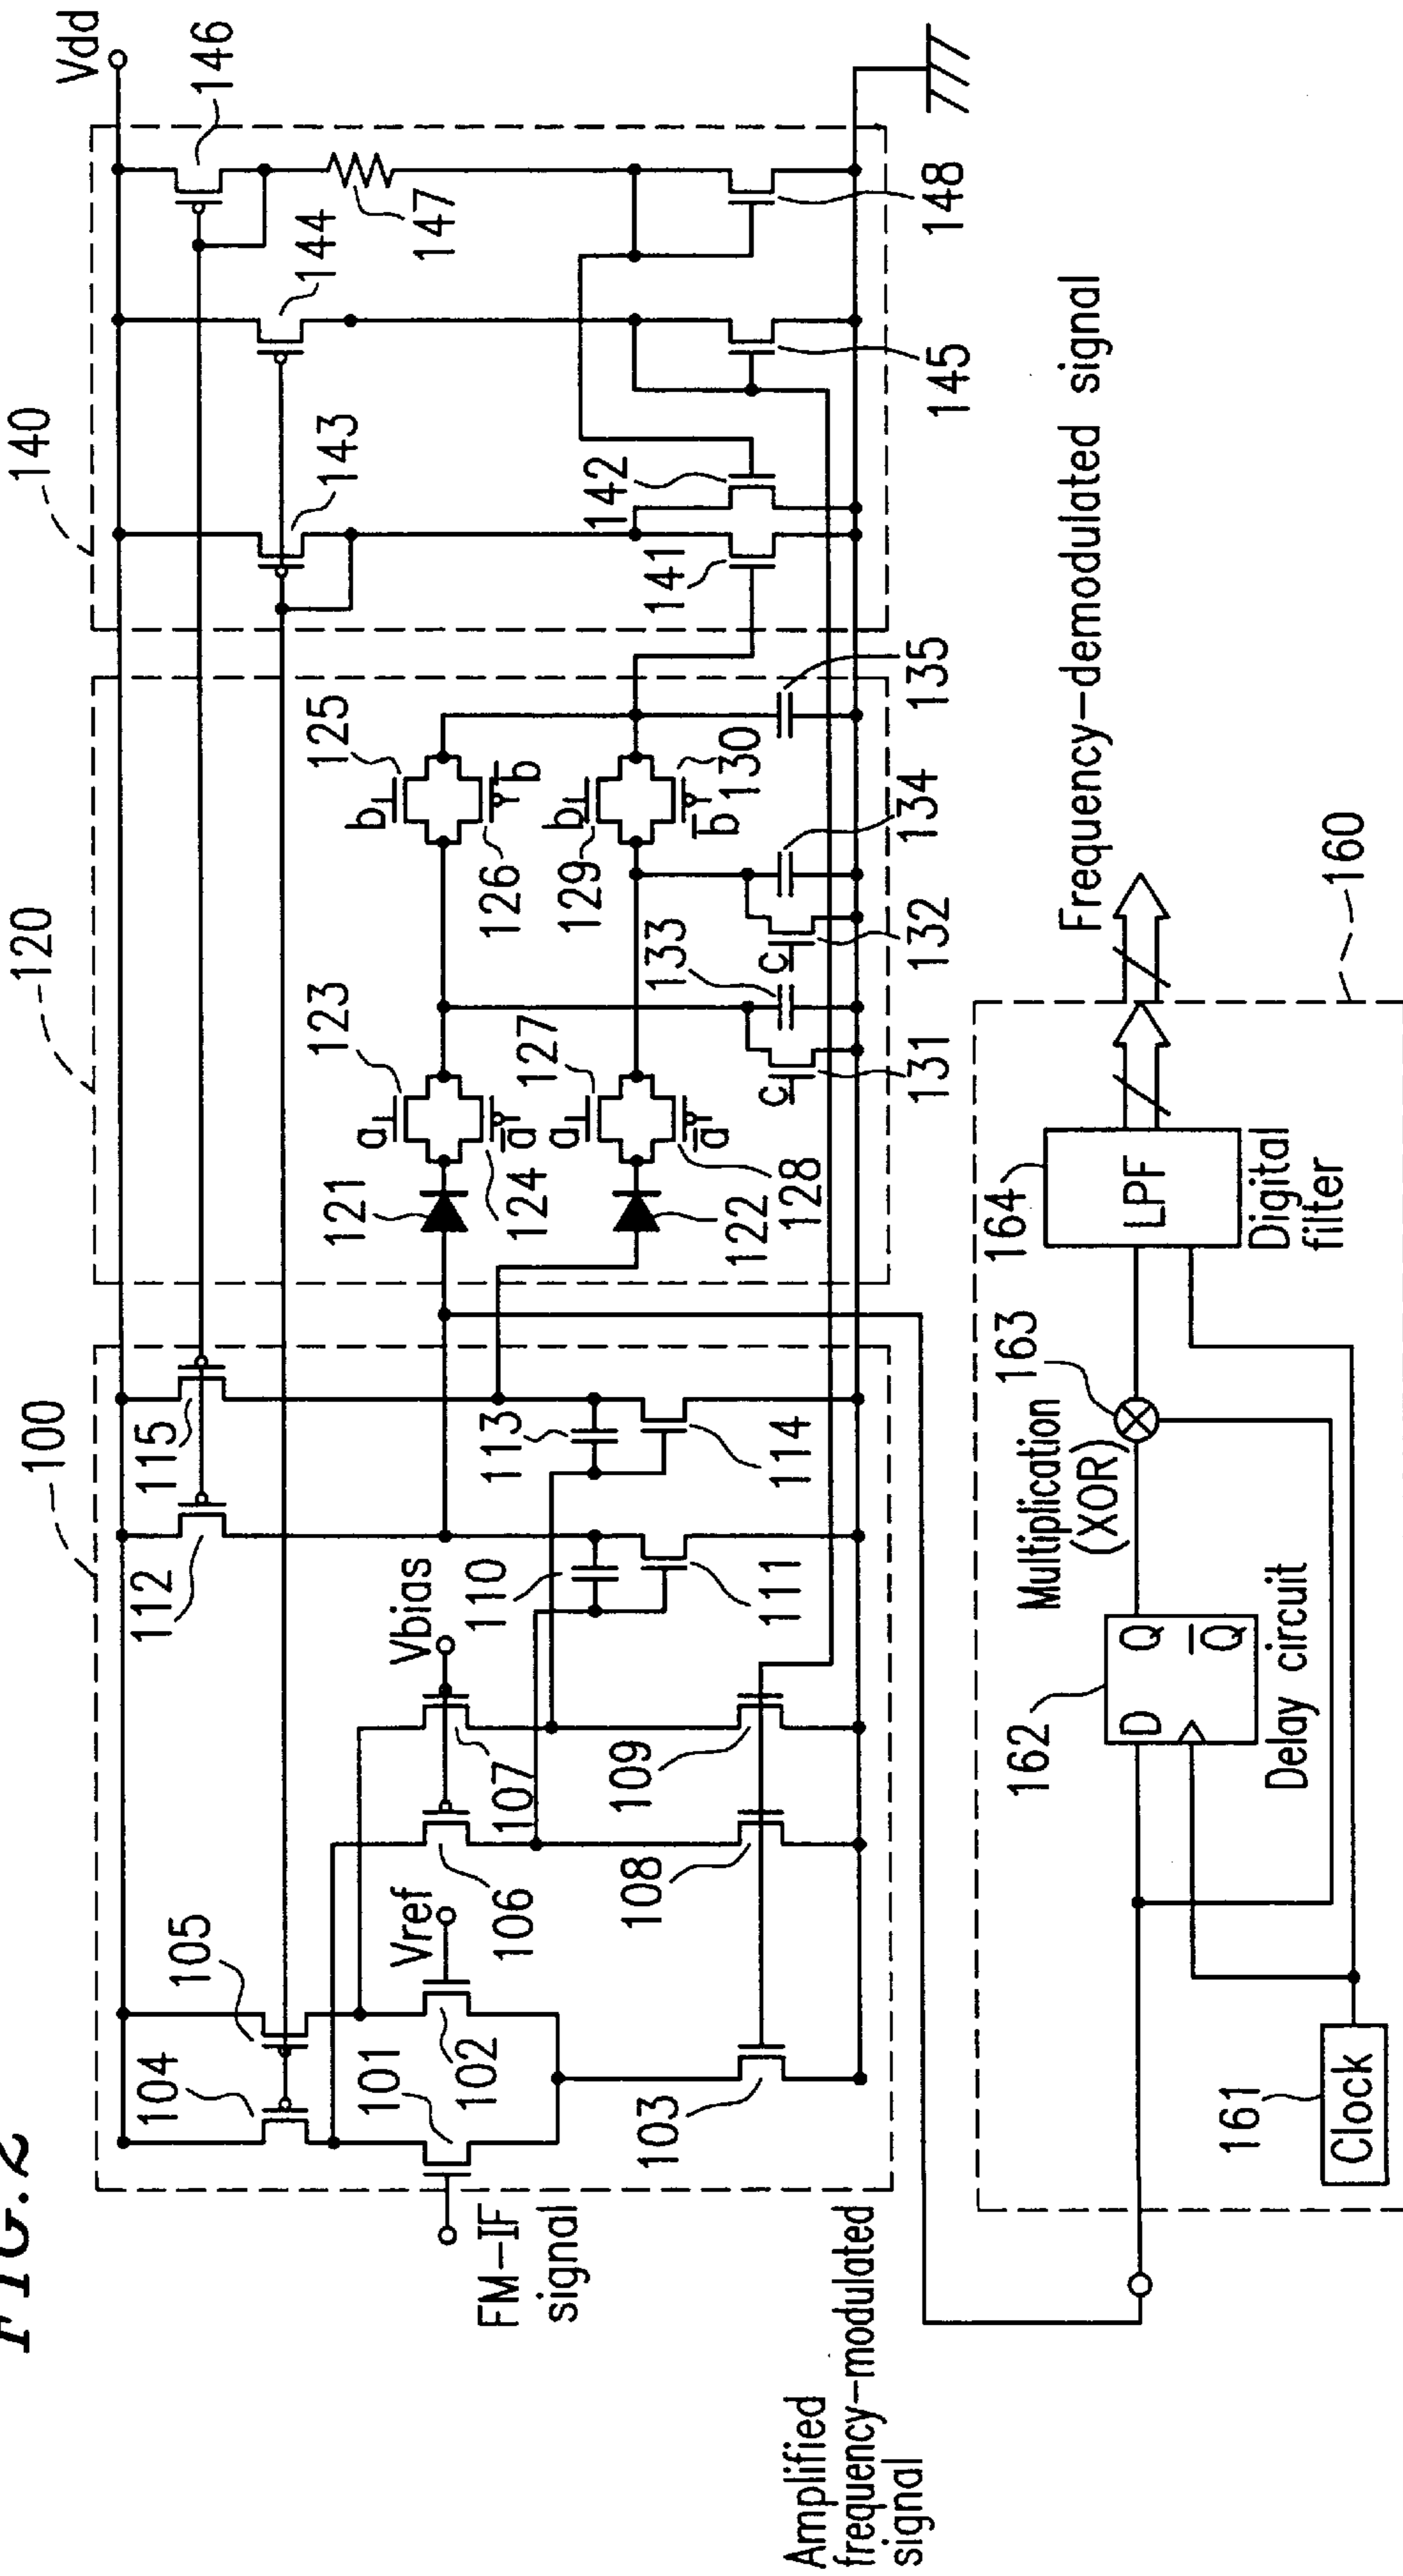 FIG. 2
100
120
140
Vdd
104
105
112
115
143
144
146
147
FM-IF
signal
101
102
Vref
106
107
Vbias
103
108
109
110
111
113
114
121
122
123
a
124
a̅
125
b
126
b̅
127
a
128
a̅
129
b
130
b̅
131
c
132
c
133
134
135
141
142
145
148
Amplified
frequency-modulated
signal
161
Clock
162
D
Q
Q̅
Delay circuit
Multiplication
(XOR)
163
164
LPF
Digital
filter
160
Frequency-demodulated signal